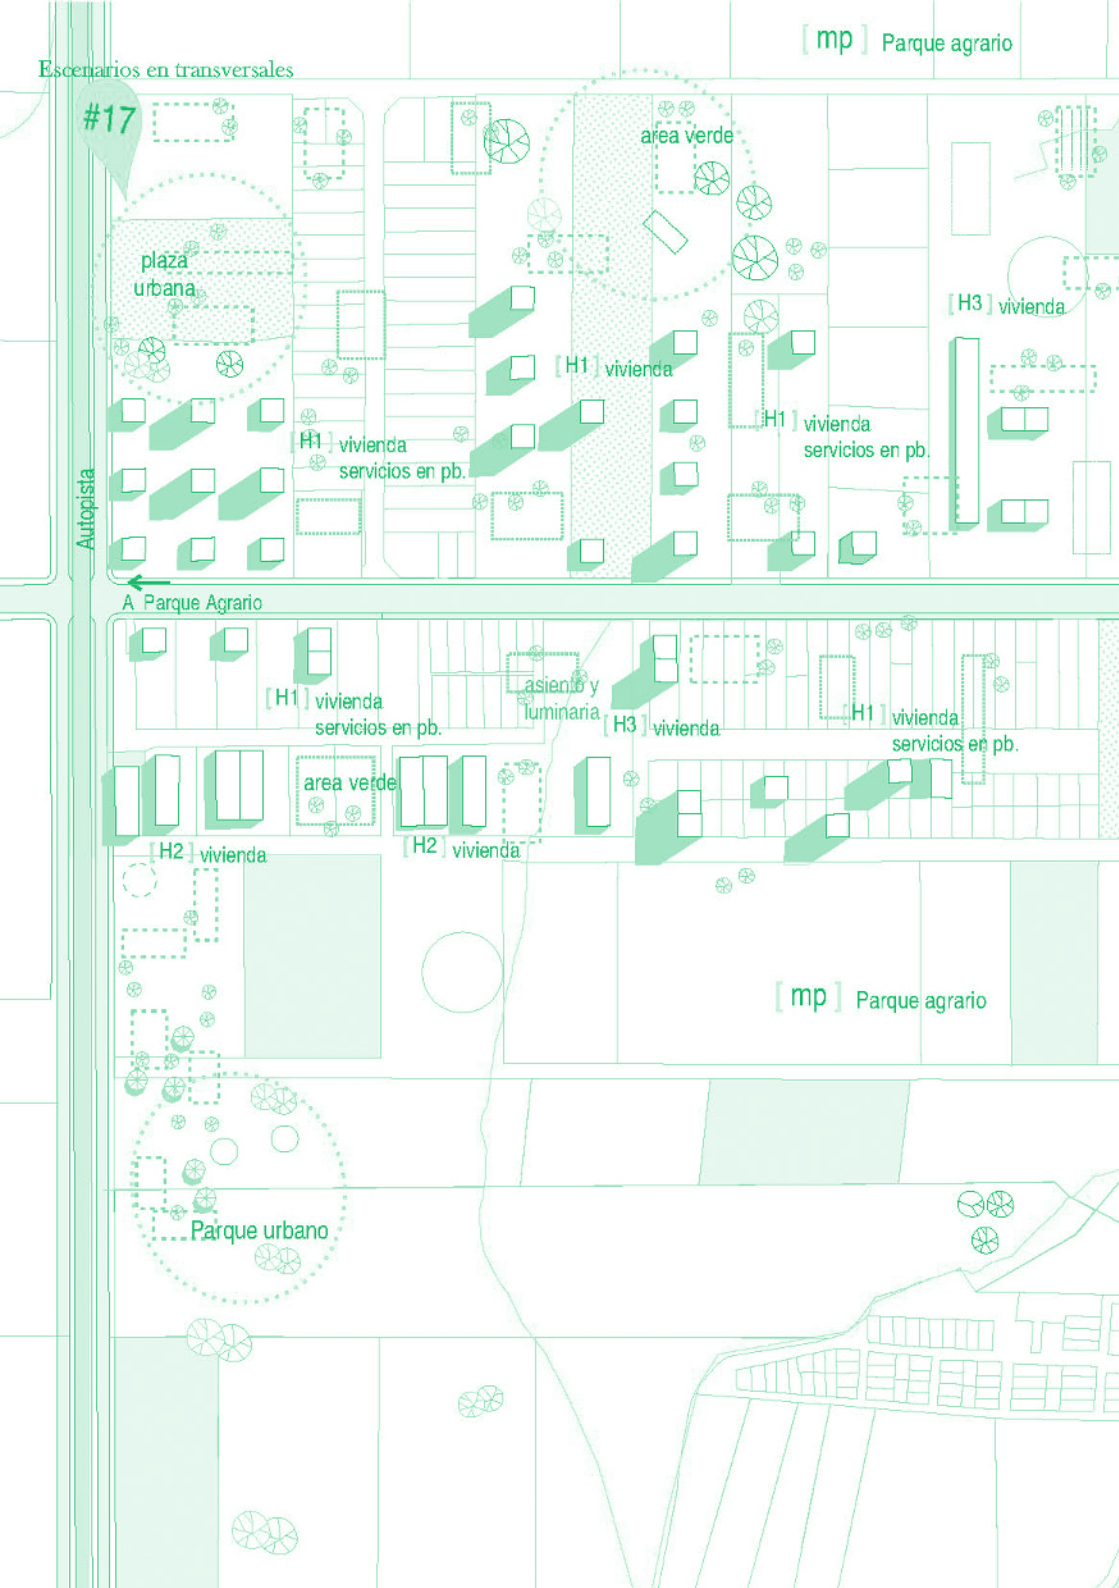 [ mp ] Parque agrario
Escenarios en transversales
#17
area verde
plaza
urbana
[ H3 ] vivienda
[ H1 ] vivienda
[ H1 ] vivienda
servicios en pb.
[ H1 ] vivienda
servicios en pb.
Autopista
A Parque Agrario
asiento y
luminaria
[ H1 ] vivienda
servicios en pb.
[ H3 ] vivienda
[ H1 ] vivienda
servicios en pb.
area verde
[ H2 ] vivienda
[ H2 ] vivienda
[ mp ] Parque agrario
Parque urbano